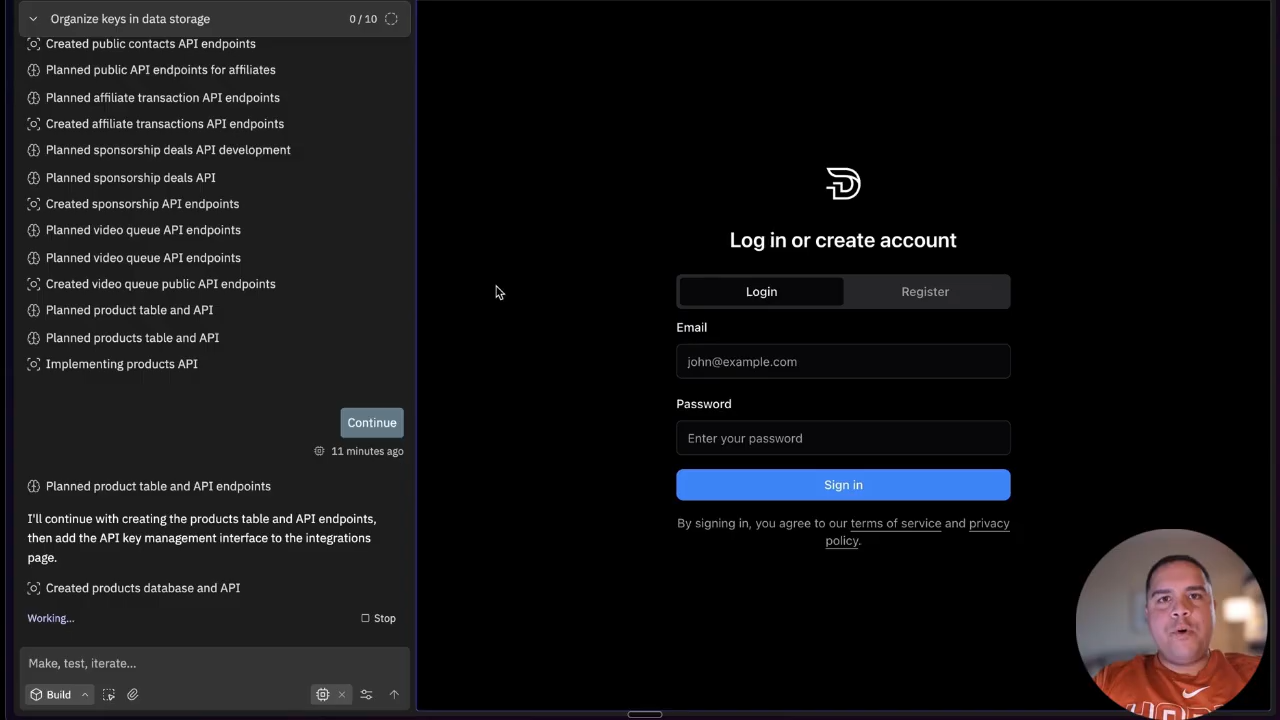 Organize keys in data storage
0 / 10
Created public contacts API endpoints
Planned public API endpoints for affiliates
Planned affiliate transaction API endpoints
Created affiliate transactions API endpoints
Planned sponsorship deals API development
Planned sponsorship deals API
Created sponsorship API endpoints
Planned video queue API endpoints
Planned video queue API endpoints
Created video queue public API endpoints
Planned product table and API
Planned products table and API
Implementing products API
Continue
11 minutes ago
Planned product table and API endpoints
I'll continue with creating the products table and API endpoints,
then add the API key management interface to the integrations
page.
Created products database and API
Working...
Stop
Make, test, iterate...
Build
Log in or create account
Login
Register
Email
john@example.com
Password
Enter your password
Sign in
By signing in, you agree to our terms of service and privacy
policy.